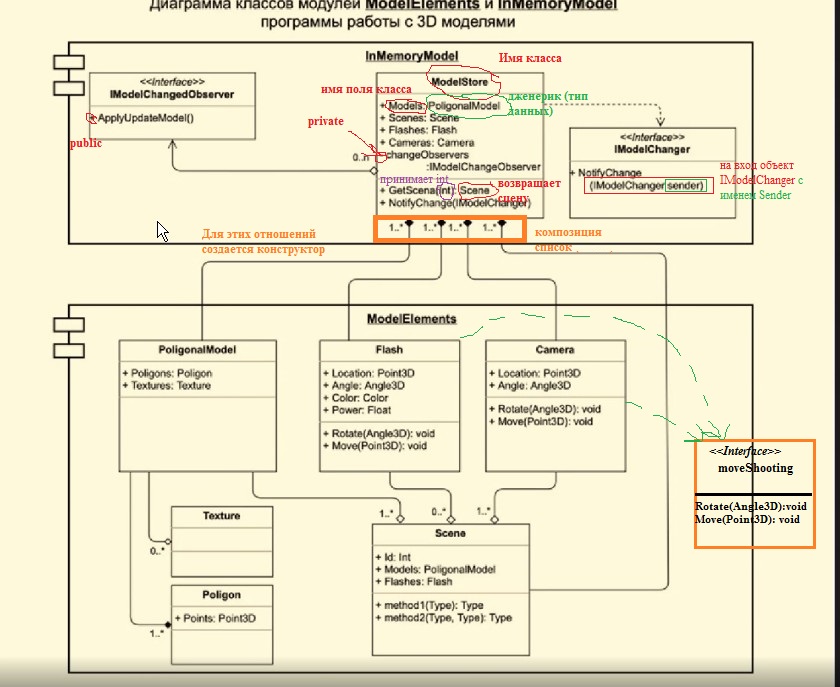 Диаграмма классов модулей ModelElements и InMemoryModel
программы работы с 3D моделями
InMemoryModel
Имя класса
<<Interface>>
IModelChangedObserver
ApplyUpdateModel()
public
ModelStore
имя поля класса
+ Models: PoligonalModel
+ Scenes: Scene
+ Flashes: Flash
+ Cameras: Camera
changeObservers
:IModelChangeObserver
дженерик (тип
данных)
private
0..n
принимает int
+ GetScena(int): Scene
+ NotifyChange(IModelChanger)
возвращает
сцену
<<Interface>>
IModelChanger
+ NotifyChange
(IModelChanger sender)
на вход объект
IModelChanger с
именем Sender
1..* 1..* 1..* 1..*
Для этих отношений
создается конструктор
композиция
список
ModelElements
PoligonalModel
+ Poligons: Poligon
+ Textures: Texture
Flash
+ Location: Point3D
+ Angle: Angle3D
+ Color: Color
+ Power: Float
+ Rotate(Angle3D): void
+ Move(Point3D): void
Camera
+ Location: Point3D
+ Angle: Angle3D
+ Rotate(Angle3D): void
+ Move(Point3D): void
<<Interface>>
moveShooting
Rotate(Angle3D):void
Move(Point3D): void
Texture
0..*
Poligon
+ Points: Point3D
1..*
1..* 0..* 1..*
Scene
+ Id: Int
+ Models: PoligonalModel
+ Flashes: Flash
+ method1(Type): Type
+ method2(Type, Type): Type